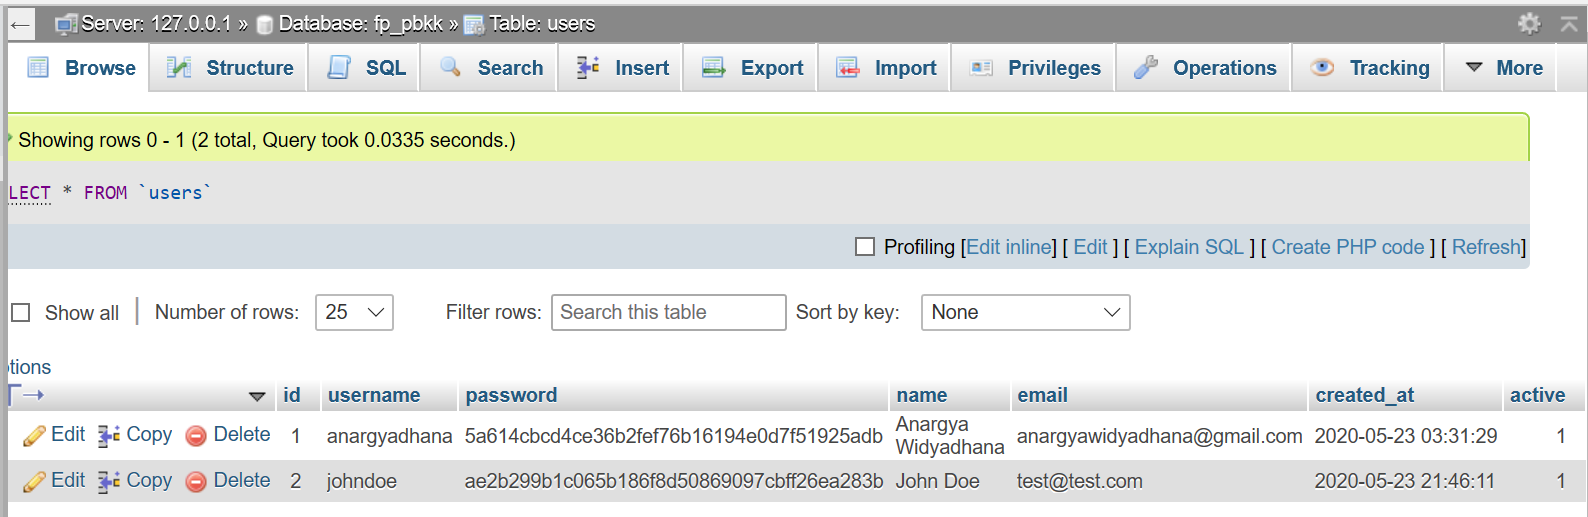 Server: 127.0.0.1 » Database: fp_pbkk » Table: users
Browse Structure SQL Search Insert Export Import Privileges Operations Tracking More
Showing rows 0 - 1 (2 total, Query took 0.0335 seconds.)
LECT * FROM `users`
Profiling [Edit inline] [ Edit ] [ Explain SQL ] [ Create PHP code ] [ Refresh]
Show all | Number of rows: 25 Filter rows: Search this table Sort by key: None
tions
id username password name email created_at active
Edit Copy Delete 1 anargyadhana 5a614cbcd4ce36b2fef76b16194e0d7f51925adb Anargya Widyadhana anargyawidyadhana@gmail.com 2020-05-23 03:31:29 1
Edit Copy Delete 2 johndoe ae2b299b1c065b186f8d50869097cbff26ea283b John Doe test@test.com 2020-05-23 21:46:11 1